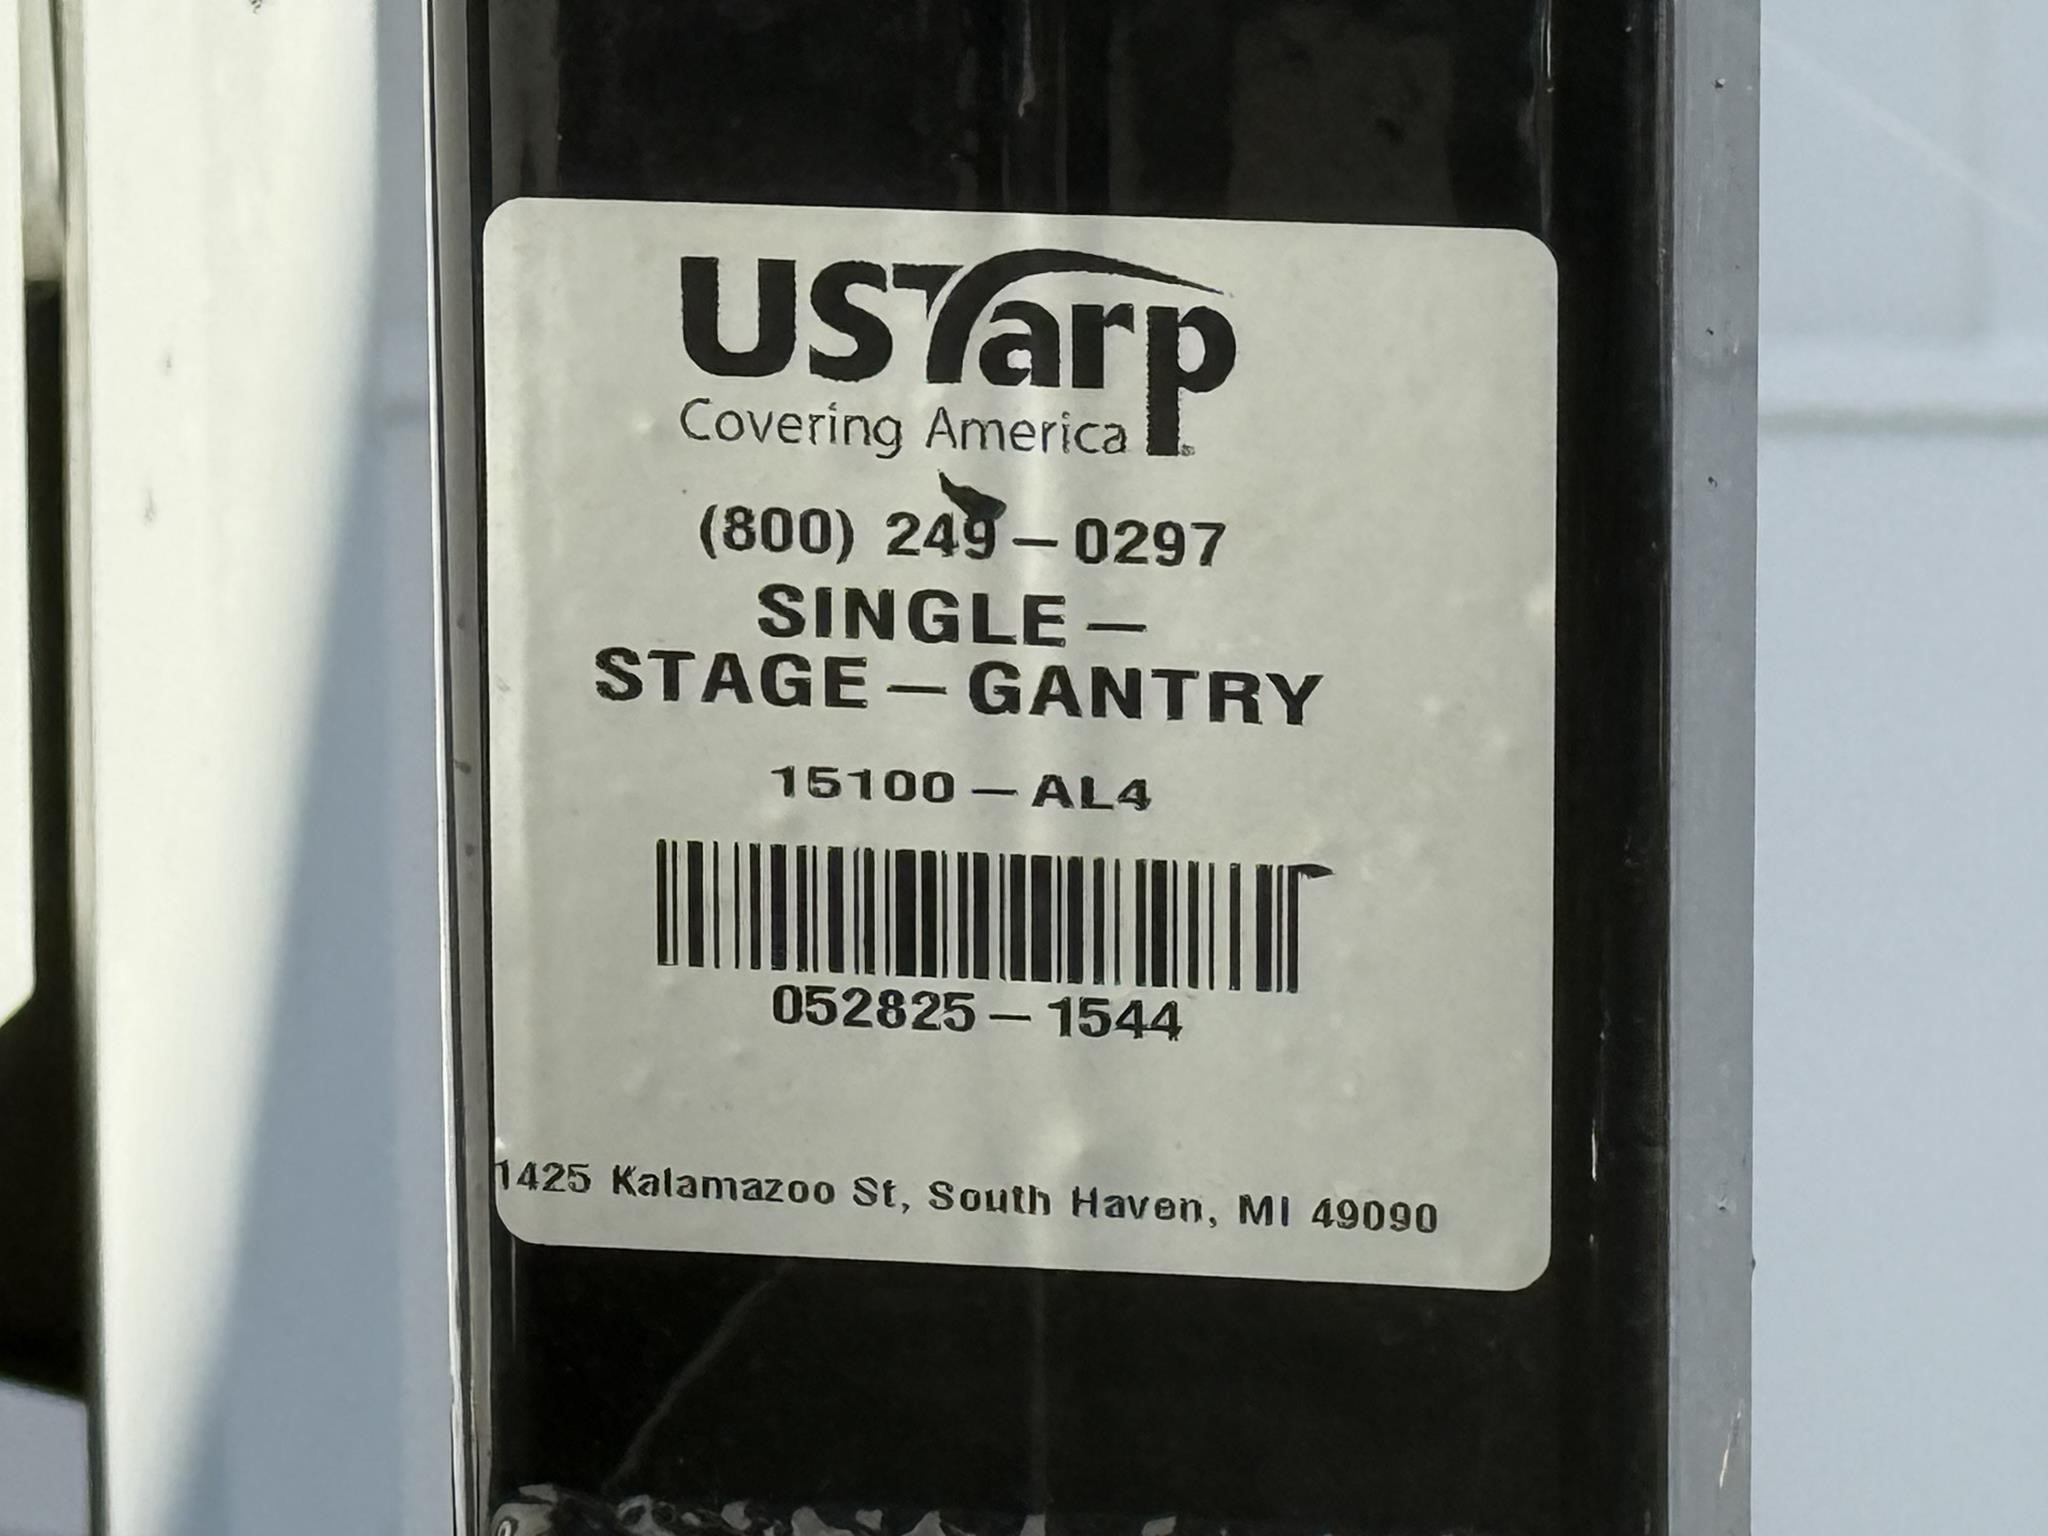 USTarp
Covering America
(800) 249-0297
SINGLE-
STAGE-GANTRY
15100-AL4
052825-1544
1425 Kalamazoo St, South Haven, MI 49090